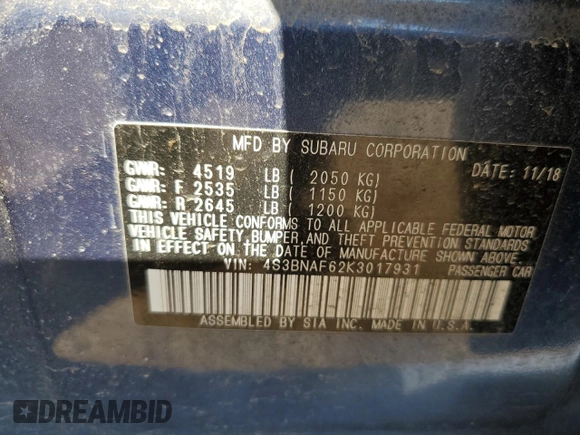 MFD BY SUBARU CORPORATION
GVWR: 4519 LB ( 2050 KG) DATE: 11/18
GAWR: F 2535 LB ( 1150 KG)
GAWR: R 2645 LB ( 1200 KG)
THIS VEHICLE CONFORMS TO ALL APPLICABLE FEDERAL MOTOR
VEHICLE SAFETY, BUMPER, AND THEFT PREVENTION STANDARDS
IN EFFECT ON THE DATE OF MANUFACTURE SHOWN ABOVE.
VIN: 4S3BNAF62K3017931 PASSENGER CAR
ASSEMBLED BY SIA INC. MADE IN U.S.A.
DREAMBID